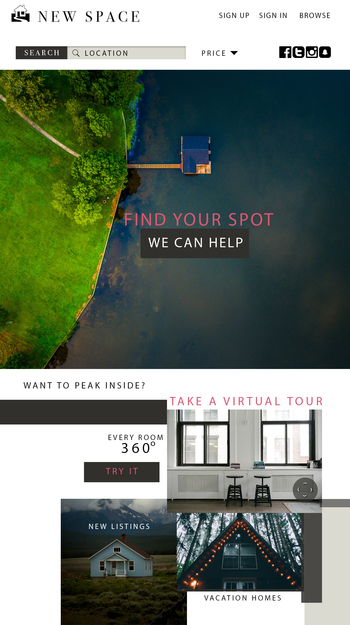 NEW SPACE
SIGN UP SIGN IN BROWSE
SEARCH LOCATION PRICE
FIND YOUR SPOT
WE CAN HELP
WANT TO PEAK INSIDE?
TAKE A VIRTUAL TOUR
EVERY ROOM
360°
TRY IT
NEW LISTINGS
VACATION HOMES